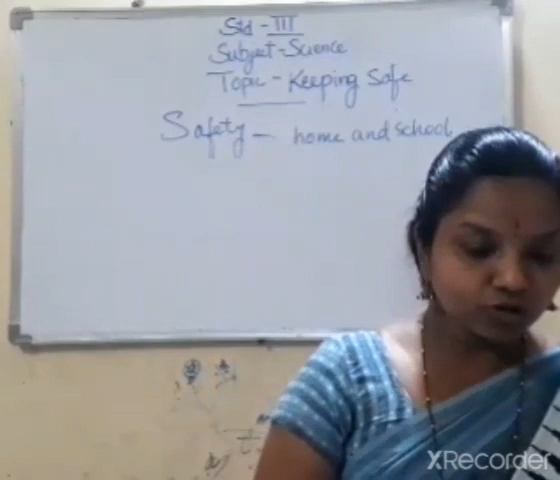 Std - III
Subject - Science
Topic - Keeping Safe
Safety - home and school
XRecorder